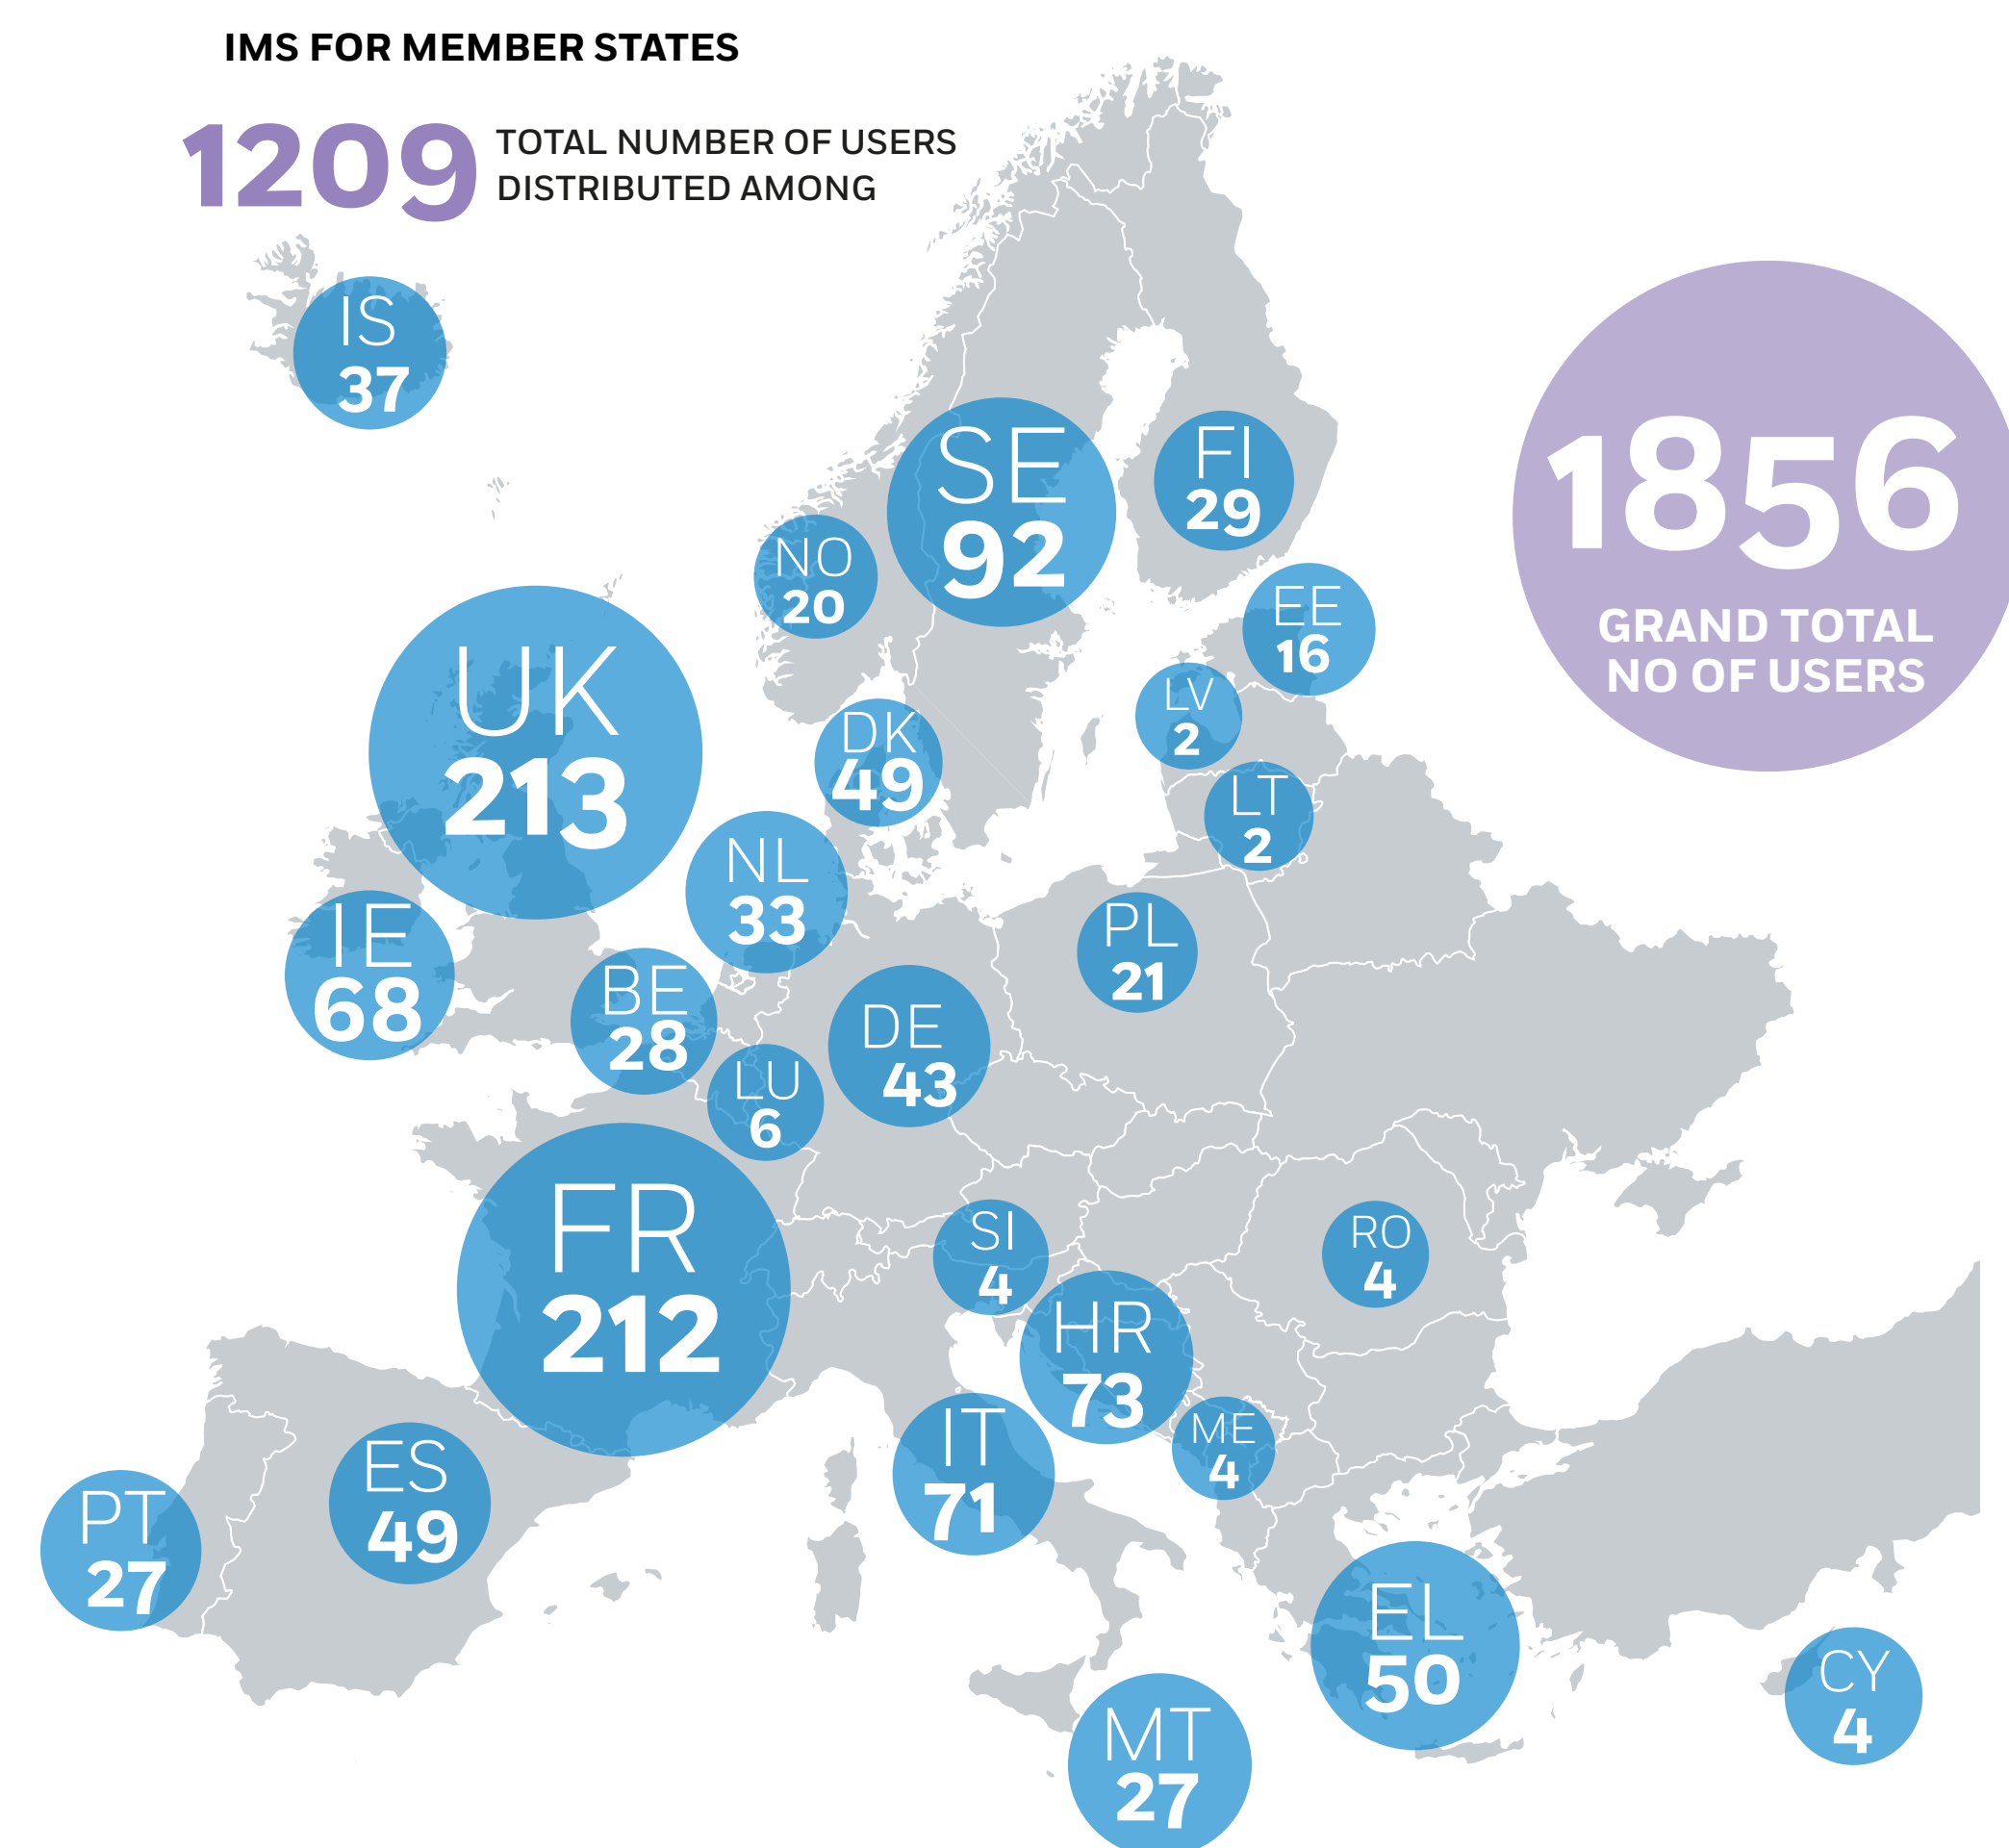 IMS FOR MEMBER STATES
1209
TOTAL NUMBER OF USERS
DISTRIBUTED AMONG
IS
37
SE
92
FI
29
1856
GRAND TOTAL
NO OF USERS
NO
20
EE
16
UK
213
LV
2
DK
49
LT
2
NL
33
IE
68
PL
21
BE
28
DE
43
LU
6
FR
212
SI
4
RO
4
HR
73
IT
71
ME
4
ES
49
PT
27
EL
50
CY
4
MT
27